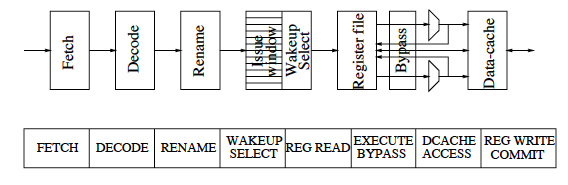 Fetch
Decode
Rename
Issue
window
Wakeup
Select
Register file
Bypass
Data-cache
FETCH
DECODE
RENAME
WAKEUP
SELECT
REG READ
EXECUTE
BYPASS
DCACHE
ACCESS
REG WRITE
COMMIT